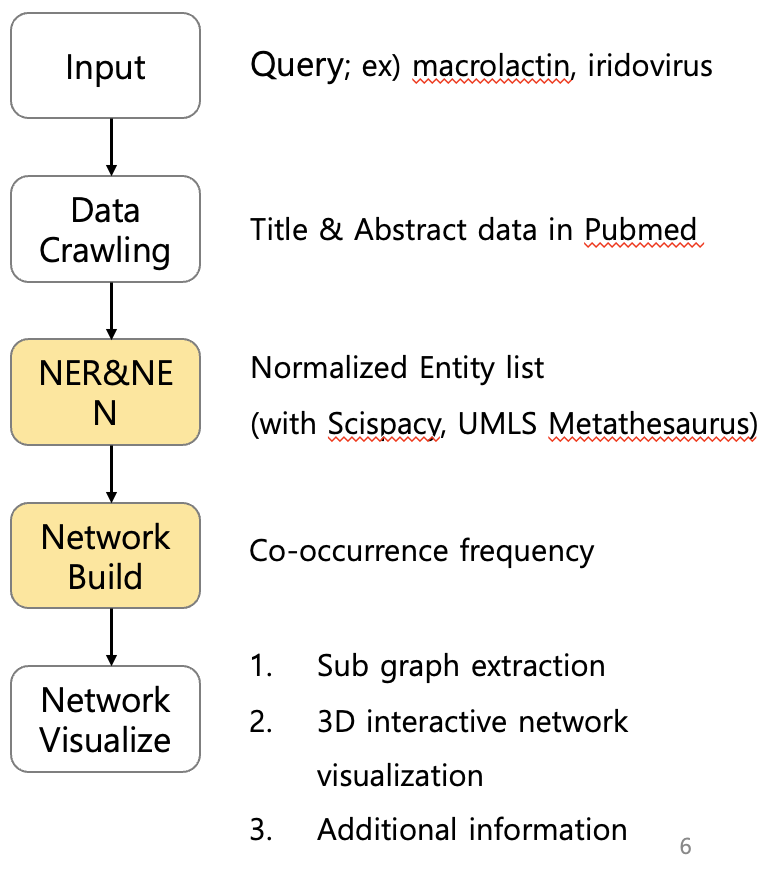 Input
Query; ex) macrolactin, iridovirus
Data
Crawling
Title & Abstract data in Pubmed
NER&NE
N
Normalized Entity list
(with Scispacy, UMLS Metathesaurus)
Network
Build
Co-occurrence frequency
Network
Visualize
1. Sub graph extraction
2. 3D interactive network
visualization
3. Additional information
6